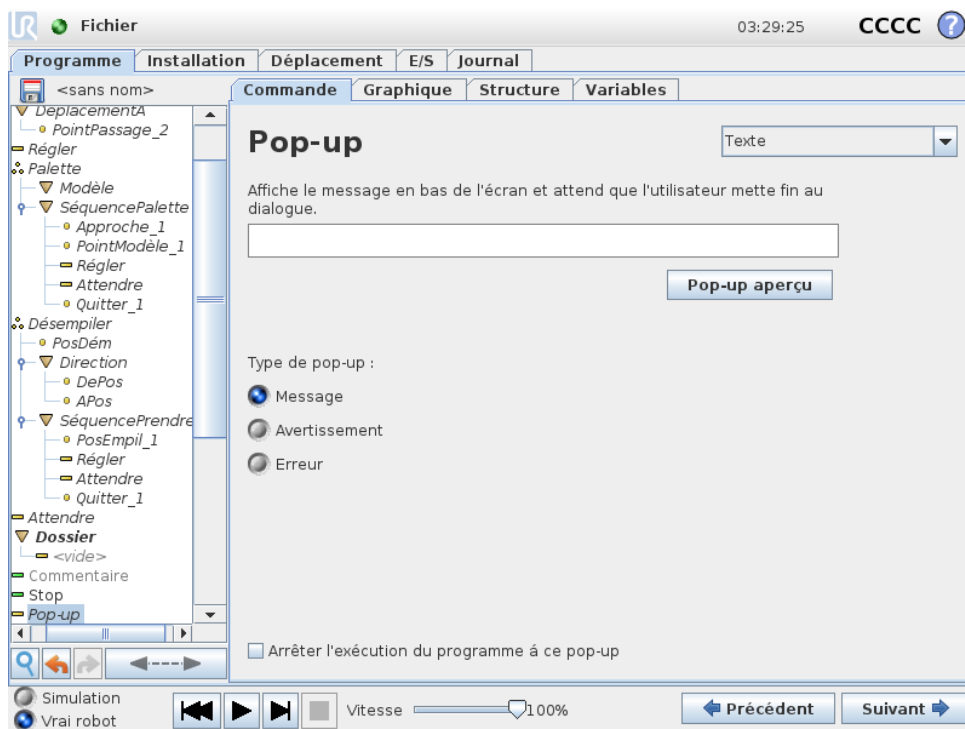 UR Fichier 03:29:25 CCCC ?
Programme Installation Déplacement E/S Journal
<sans nom> Commande Graphique Structure Variables
DéplacementA
PointPassage_2
Régler
Palette
Modèle
SéquencePalette
Approche_1
PointModèle_1
Régler
Attendre
Quitter_1
Désempiler
PosDém
Direction
DePos
APos
SéquencePrendre
PosEmpil_1
Régler
Attendre
Quitter_1
Attendre
Dossier
<vide>
Commentaire
Stop
Pop-up
Pop-up Texte
Affiche le message en bas de l'écran et attend que l'utilisateur mette fin au
dialogue.
Pop-up aperçu
Type de pop-up :
Message
Avertissement
Erreur
Arrêter l'exécution du programme á ce pop-up
Simulation
Vrai robot
Vitesse 100% Précédent Suivant